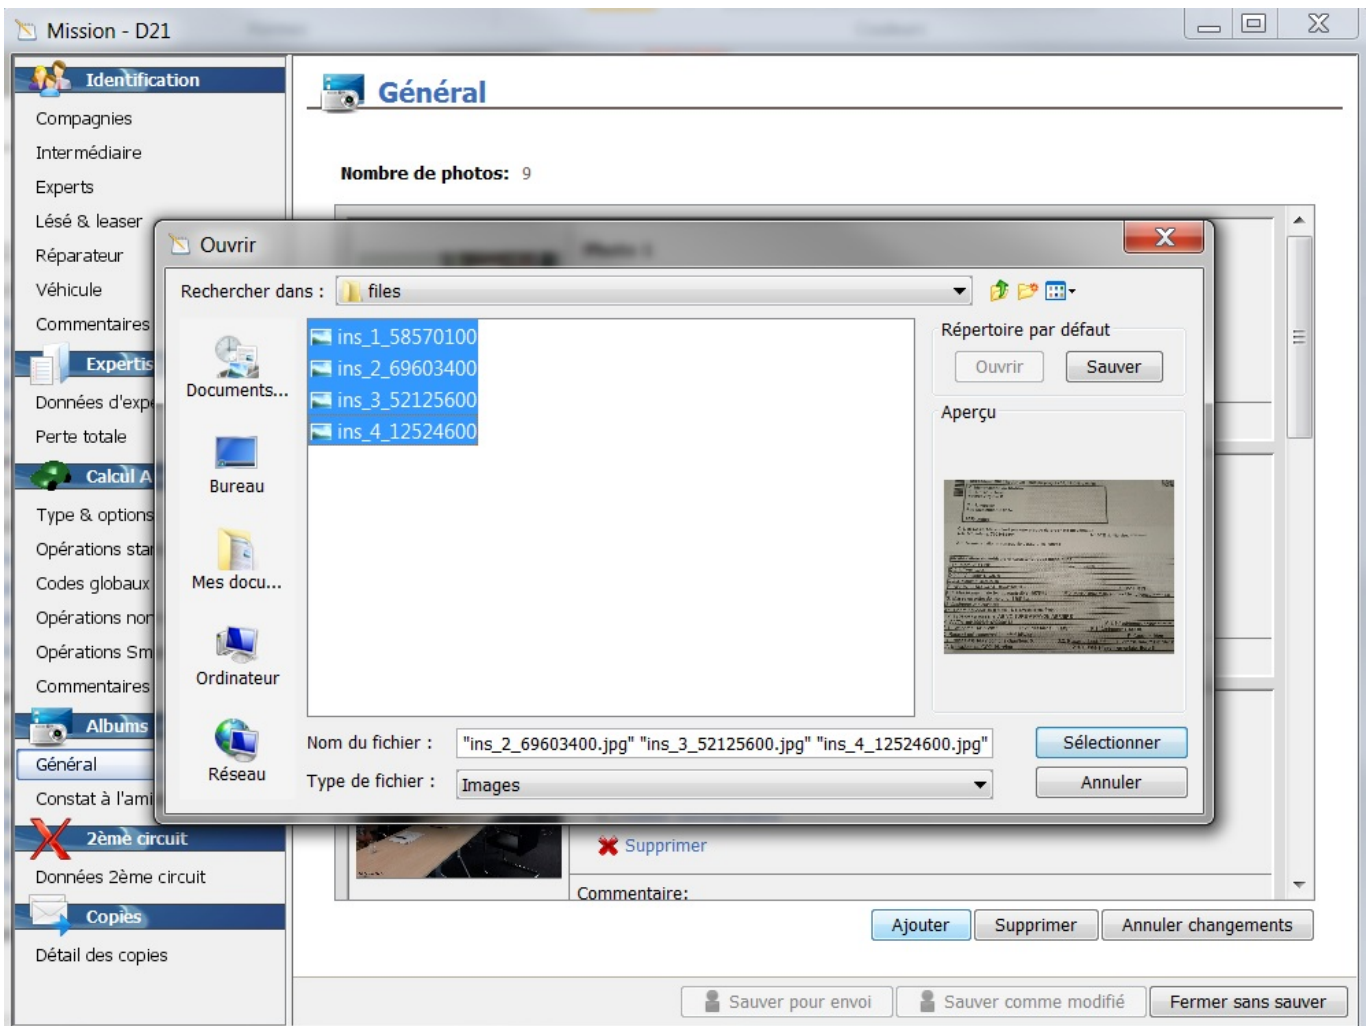 Mission - D21
Identification
Compagnies
Intermédiaire
Experts
Lésé & leaser
Réparateur
Véhicule
Commentaires
Expertis
Données d'expe
Perte totale
Calcul A
Type & options
Opérations sta
Codes globaux
Opérations nor
Opérations Sm
Commentaires
Albums
Général
Constat à l'ami
2ème circuit
Données 2ème circuit
Copies
Détail des copies
Général
Nombre de photos: 9
Ouvrir
Rechercher dans : files
Documents...
Bureau
Mes docu...
Ordinateur
Réseau
ins_1_58570100
ins_2_69603400
ins_3_52125600
ins_4_12524600
Répertoire par défaut
Ouvrir Sauver
Aperçu
Nom du fichier : "ins_2_69603400.jpg" "ins_3_52125600.jpg" "ins_4_12524600.jpg" Sélectionner
Type de fichier : Images Annuler
Supprimer
Commentaire:
Ajouter Supprimer Annuler changements
Sauver pour envoi Sauver comme modifié Fermer sans sauver